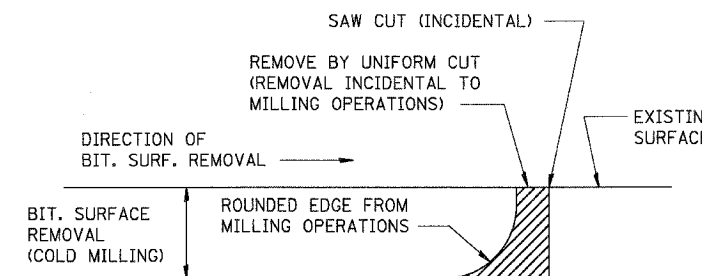 SAW CUT (INCIDENTAL)
REMOVE BY UNIFORM CUT
(REMOVAL INCIDENTAL TO
MILLING OPERATIONS)
DIRECTION OF
BIT. SURF. REMOVAL
BIT. SURFACE
REMOVAL
(COLD MILLING)
ROUNDED EDGE FROM
MILLING OPERATIONS